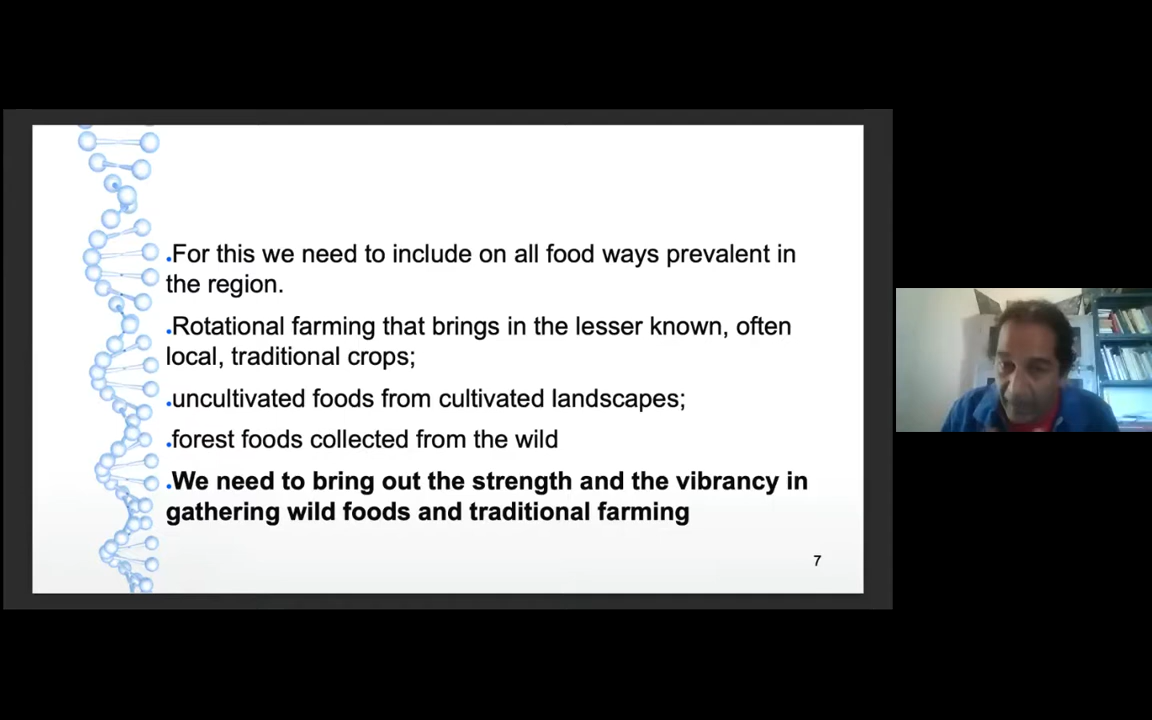 .For this we need to include on all food ways prevalent in
the region.
.Rotational farming that brings in the lesser known, often
local, traditional crops;
.uncultivated foods from cultivated landscapes;
.forest foods collected from the wild
.We need to bring out the strength and the vibrancy in
gathering wild foods and traditional farming
7